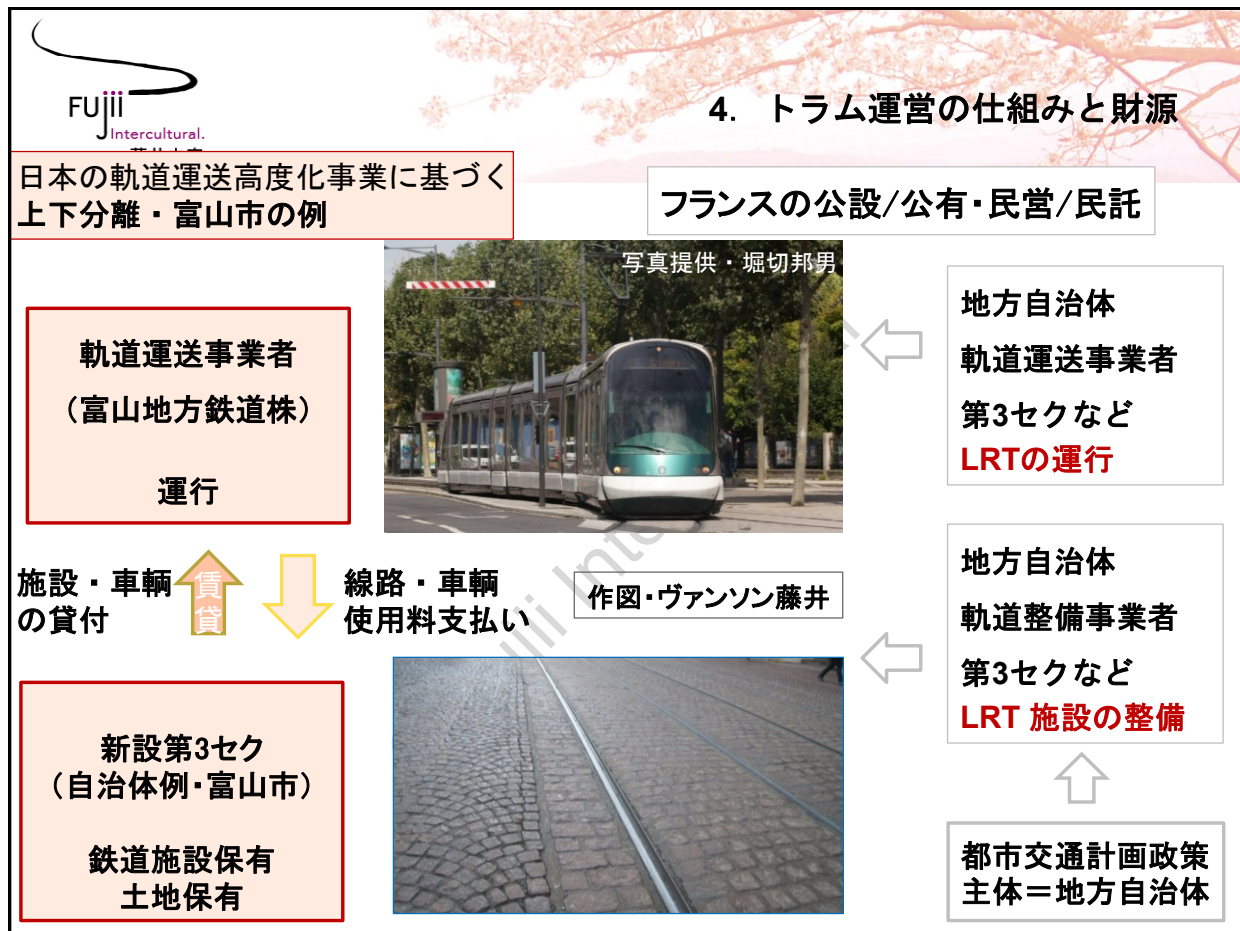 FUjiii
Intercultural.
4. トラム運営の仕組みと財源
日本の軌道運送高度化事業に基づく
上下分離・富山市の例
フランスの公設/公有・民営/民託
写真提供・堀切邦男
軌道運送事業者
（富山地方鉄道株）
運行
地方自治体
軌道運送事業者
第3セクなど
LRTの運行
施設・車輌
の貸付
賃
貸
線路・車輌
使用料支払い
作図・ヴァンソン藤井
地方自治体
軌道整備事業者
第3セクなど
LRT 施設の整備
新設第3セク
（自治体例・富山市）
鉄道施設保有
土地保有
都市交通計画政策
主体＝地方自治体